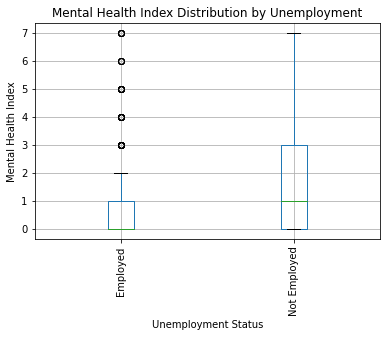 Mental Health Index Distribution by Unemployment
7
6
5
4
3
2
1
0
Mental Health Index
Employed
Not Employed
Unemployment Status